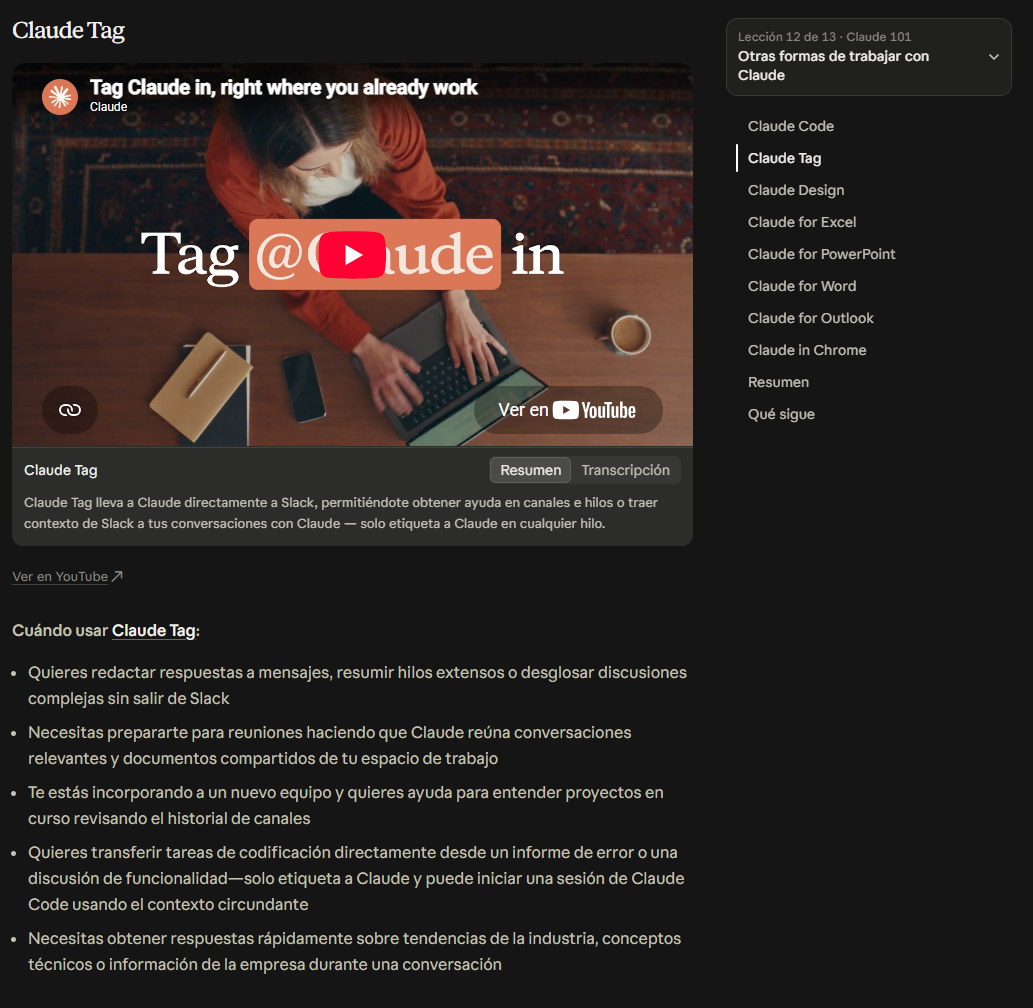 Claude Tag
Tag Claude in, right where you already work
Claude
Tag @Claude in
Ver en YouTube
Claude Tag
Resumen
Transcripción
Claude Tag lleva a Claude directamente a Slack, permitiéndote obtener ayuda en canales e hilos o traer
contexto de Slack a tus conversaciones con Claude — solo etiqueta a Claude en cualquier hilo.
Ver en YouTube
Cuándo usar Claude Tag:
Quieres redactar respuestas a mensajes, resumir hilos extensos o desglosar discusiones
complejas sin salir de Slack
Necesitas prepararte para reuniones haciendo que Claude reúna conversaciones
relevantes y documentos compartidos de tu espacio de trabajo
Te estás incorporando a un nuevo equipo y quieres ayuda para entender proyectos en
curso revisando el historial de canales
Quieres transferir tareas de codificación directamente desde un informe de error o una
discusión de funcionalidad—solo etiqueta a Claude y puede iniciar una sesión de Claude
Code usando el contexto circundante
Necesitas obtener respuestas rápidamente sobre tendencias de la industria, conceptos
técnicos o información de la empresa durante una conversación
Lección 12 de 13 · Claude 101
Otras formas de trabajar con
Claude
Claude Code
Claude Tag
Claude Design
Claude for Excel
Claude for PowerPoint
Claude for Word
Claude for Outlook
Claude in Chrome
Resumen
Qué sigue